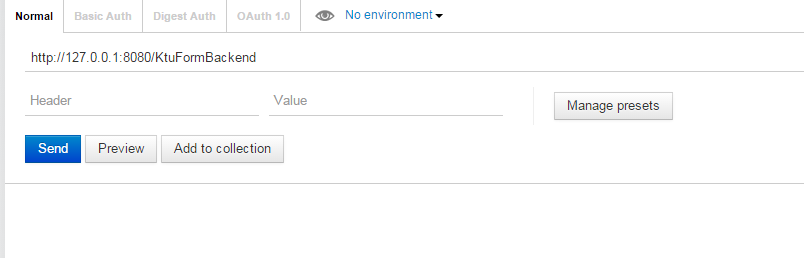 Normal Basic Auth Digest Auth OAuth 1.0 No environment
http://127.0.0.1:8080/KtuFormBackend
Header Value Manage presets
Send Preview Add to collection